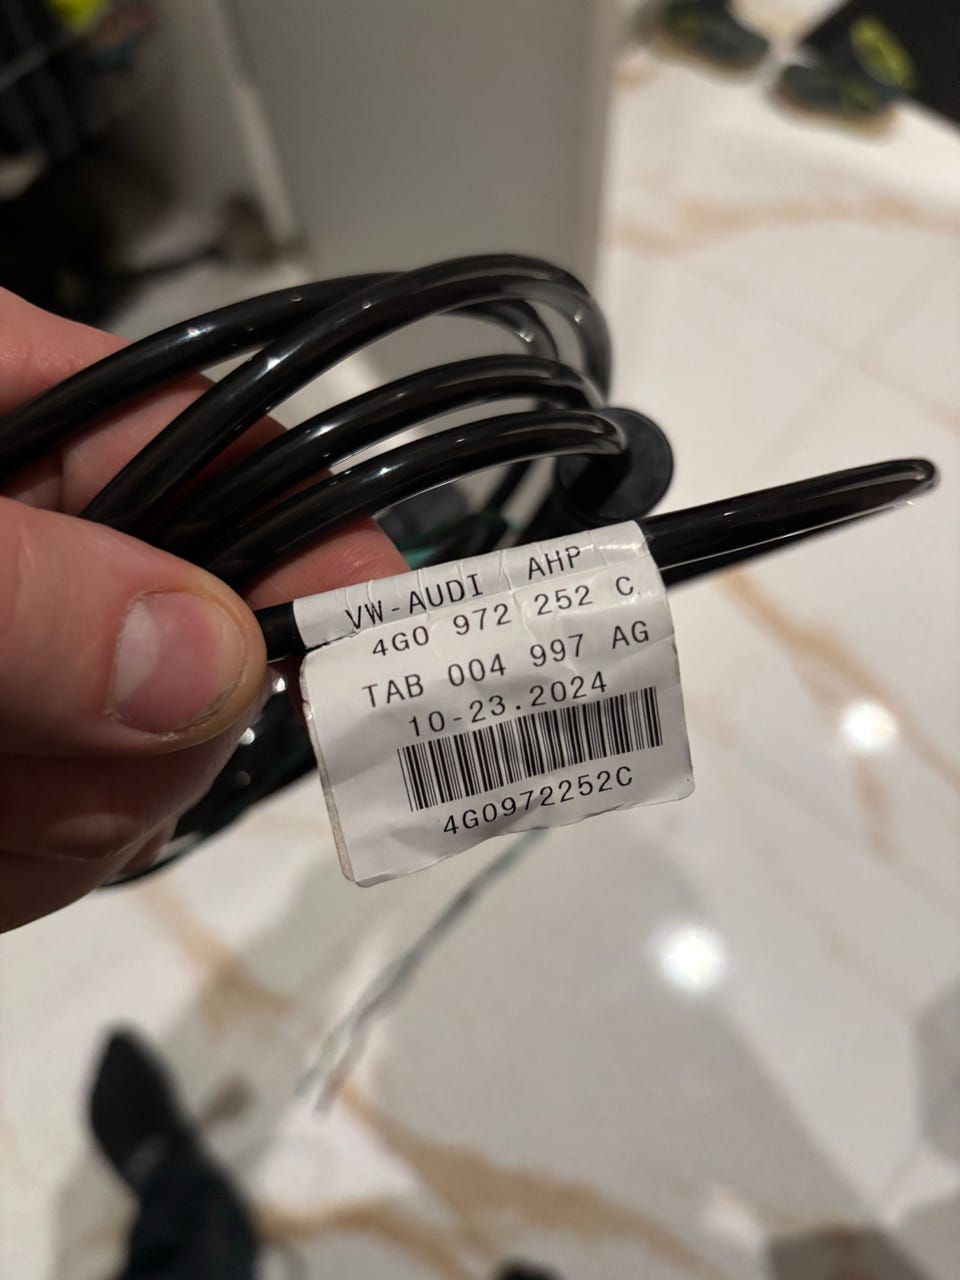 VW-AUDI AHP
4G0 972 252 C
TAB 004 997 AG
10-23.2024
4G0972252C